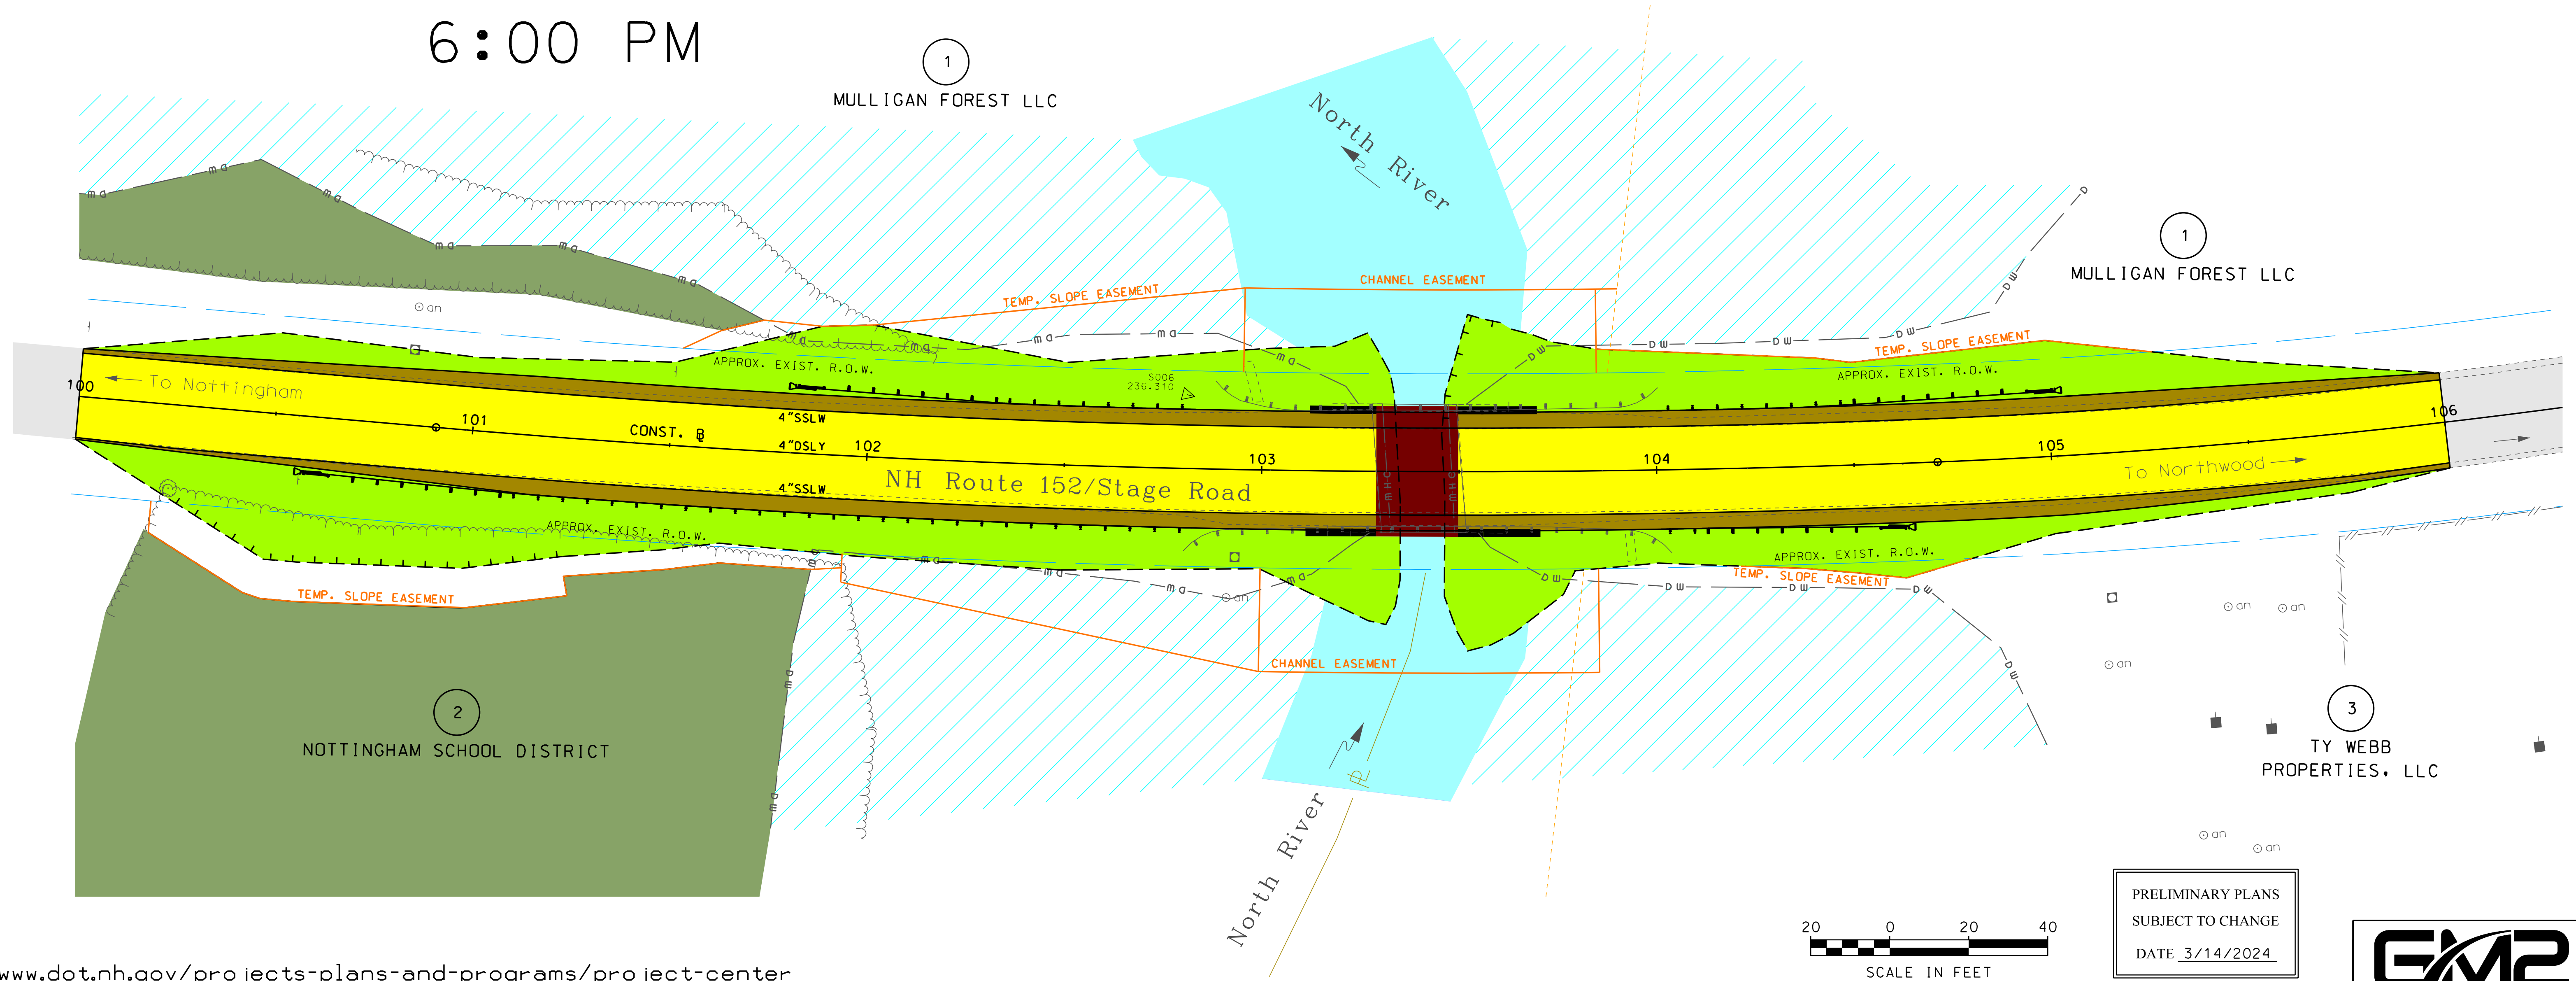 6:00 PM
1
MULLIGAN FOREST LLC
North River
1
MULLIGAN FOREST LLC
CHANNEL EASEMENT
TEMP. SLOPE EASEMENT
TEMP. SLOPE EASEMENT
APPROX. EXIST. R.O.W.
APPROX. EXIST. R.O.W.
S006
236.310
100
To Nottingham
101
CONST.
4"SSLW
4"DSLY
102
4"SSLW
NH Route 152/Stage Road
103
104
105
106
To Northwood
APPROX. EXIST. R.O.W.
APPROX. EXIST. R.O.W.
TEMP. SLOPE EASEMENT
TEMP. SLOPE EASEMENT
CHANNEL EASEMENT
2
NOTTINGHAM SCHOOL DISTRICT
3
TY WEBB
PROPERTIES, LLC
North River
20 0 20 40
SCALE IN FEET
PRELIMINARY PLANS
SUBJECT TO CHANGE
DATE 3/14/2024
www.dot.nh.gov/projects-plans-and-programs/project-center